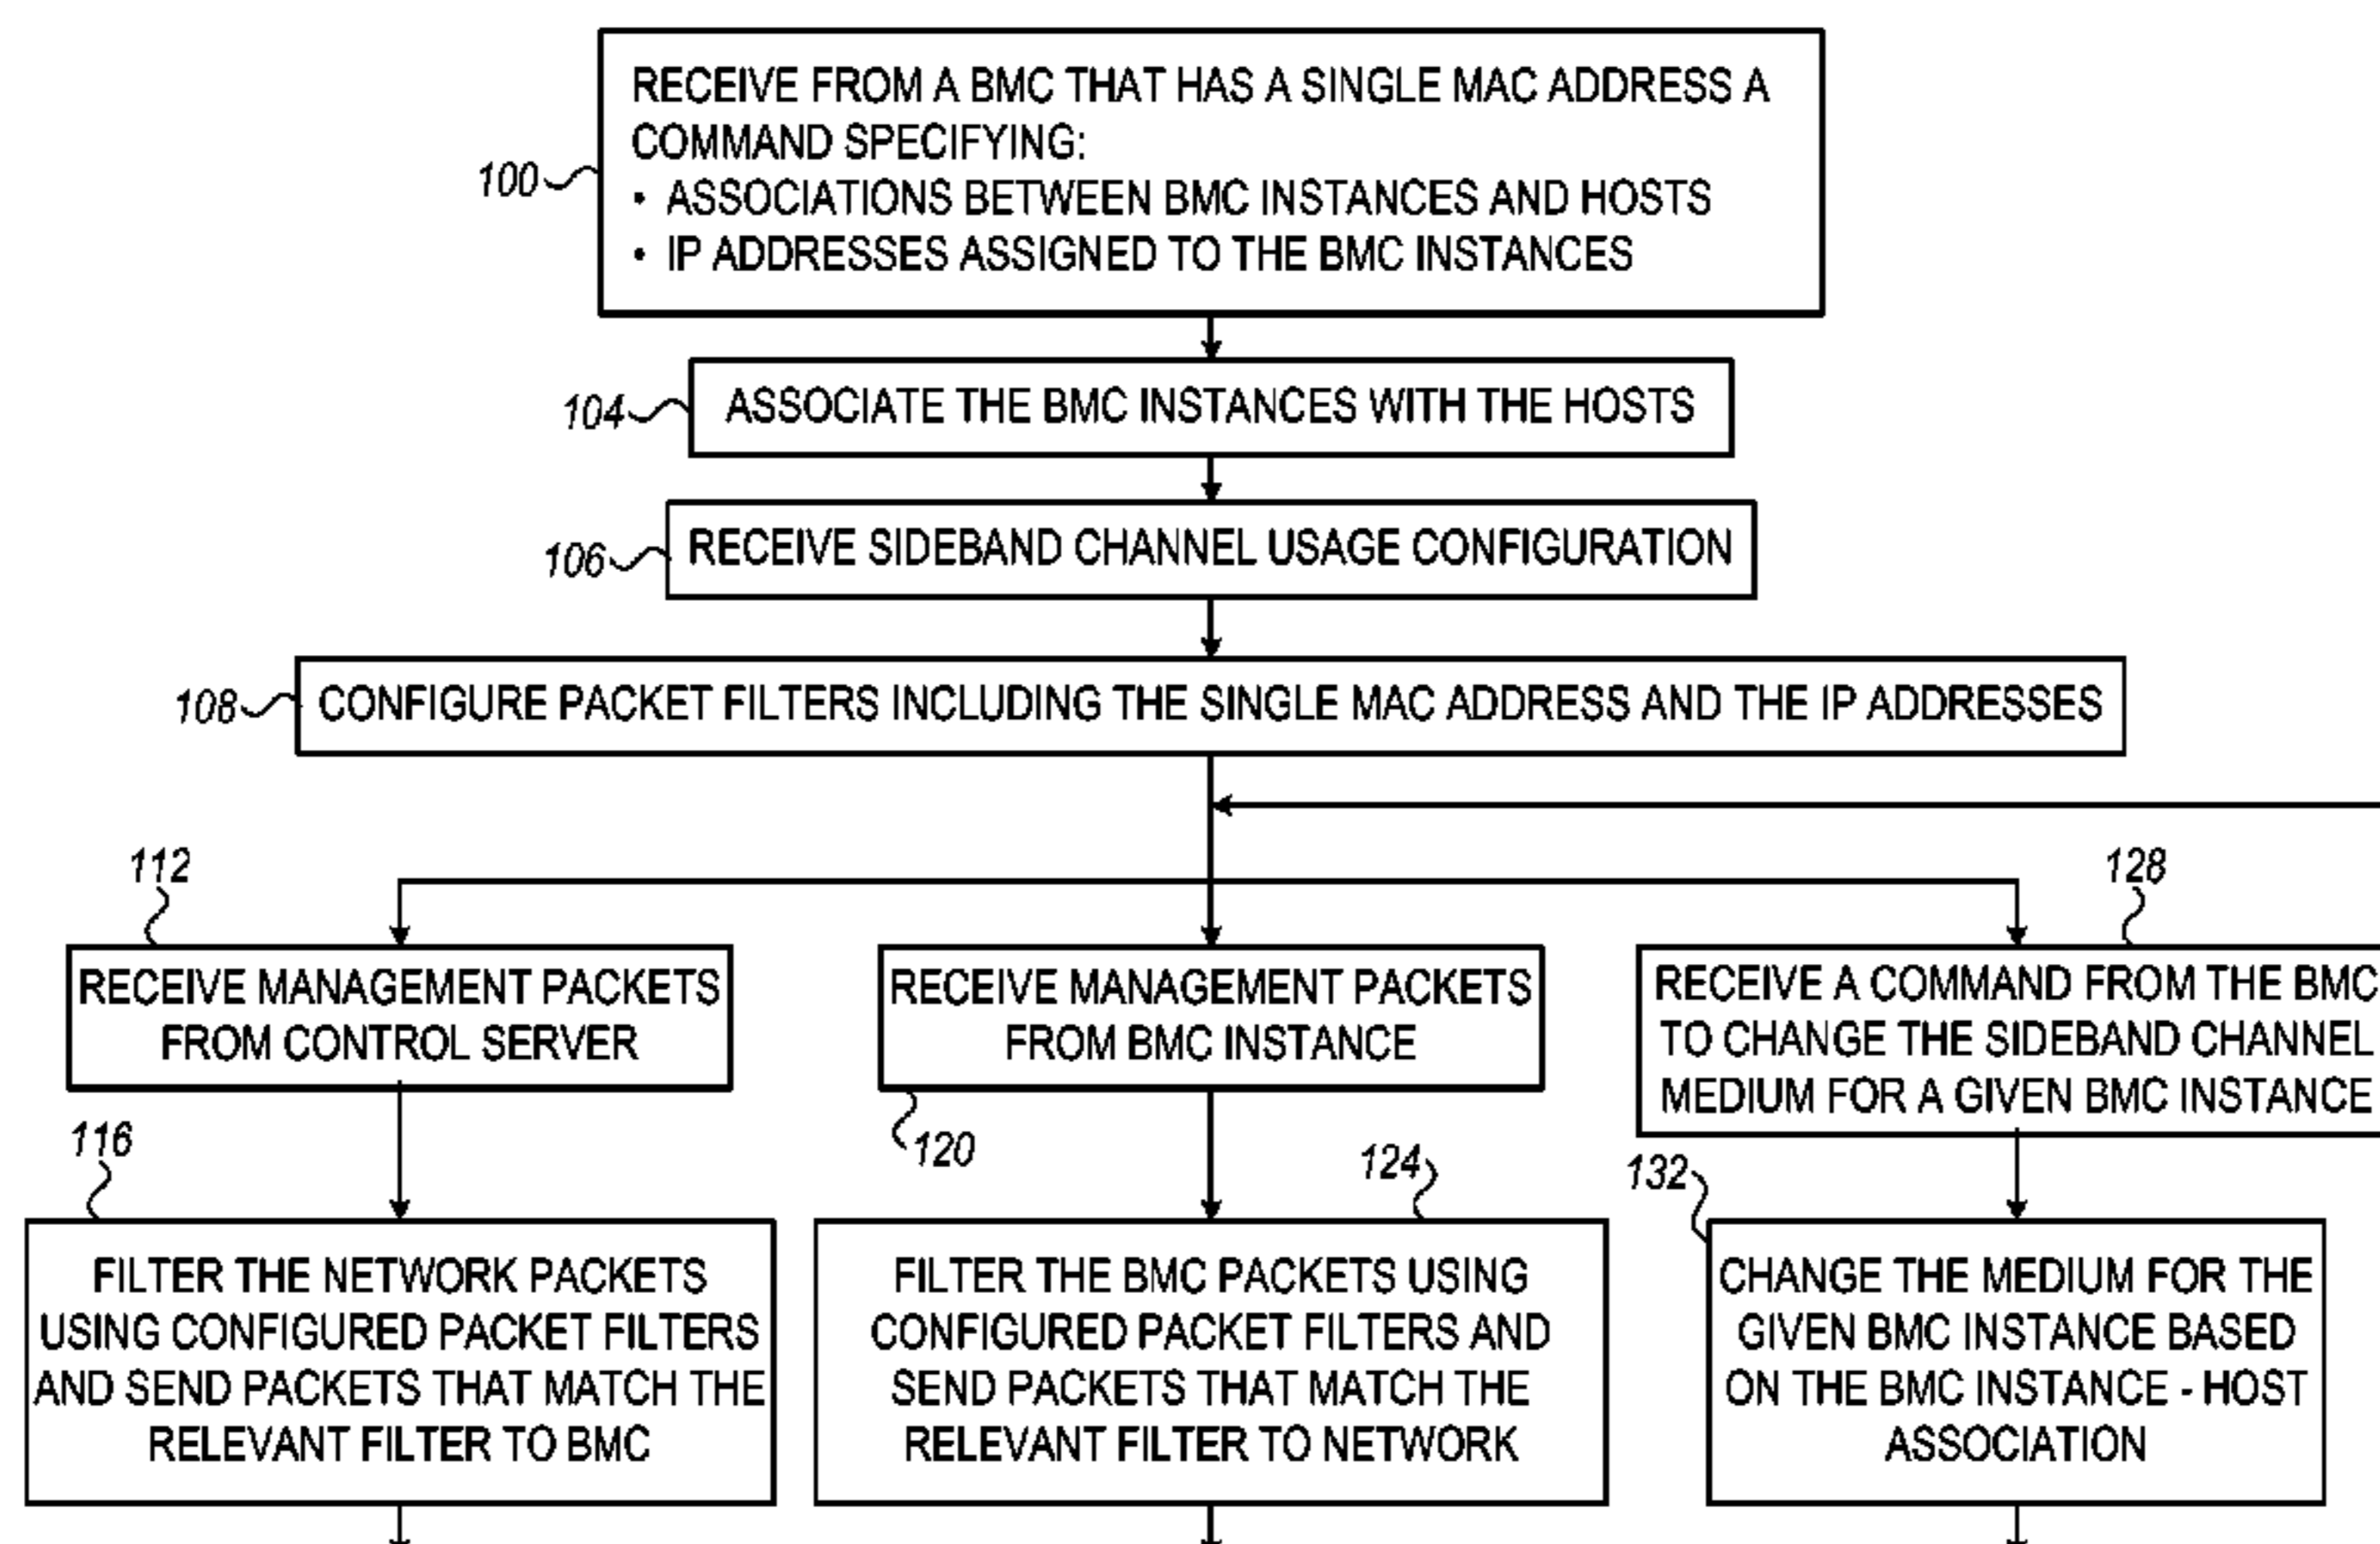 RECEIVE FROM A BMC THAT HAS A SINGLE MAC ADDRESS A
COMMAND SPECIFYING:
• ASSOCIATIONS BETWEEN BMC INSTANCES AND HOSTS
• IP ADDRESSES ASSIGNED TO THE BMC INSTANCES
100
ASSOCIATE THE BMC INSTANCES WITH THE HOSTS
104
RECEIVE SIDEBAND CHANNEL USAGE CONFIGURATION
106
CONFIGURE PACKET FILTERS INCLUDING THE SINGLE MAC ADDRESS AND THE IP ADDRESSES
108
112
RECEIVE MANAGEMENT PACKETS
FROM CONTROL SERVER
116
FILTER THE NETWORK PACKETS
USING CONFIGURED PACKET FILTERS
AND SEND PACKETS THAT MATCH THE
RELEVANT FILTER TO BMC
RECEIVE MANAGEMENT PACKETS
FROM BMC INSTANCE
120
124
FILTER THE BMC PACKETS USING
CONFIGURED PACKET FILTERS AND
SEND PACKETS THAT MATCH THE
RELEVANT FILTER TO NETWORK
128
RECEIVE A COMMAND FROM THE BMC
TO CHANGE THE SIDEBAND CHANNEL
MEDIUM FOR A GIVEN BMC INSTANCE
132
CHANGE THE MEDIUM FOR THE
GIVEN BMC INSTANCE BASED
ON THE BMC INSTANCE - HOST
ASSOCIATION